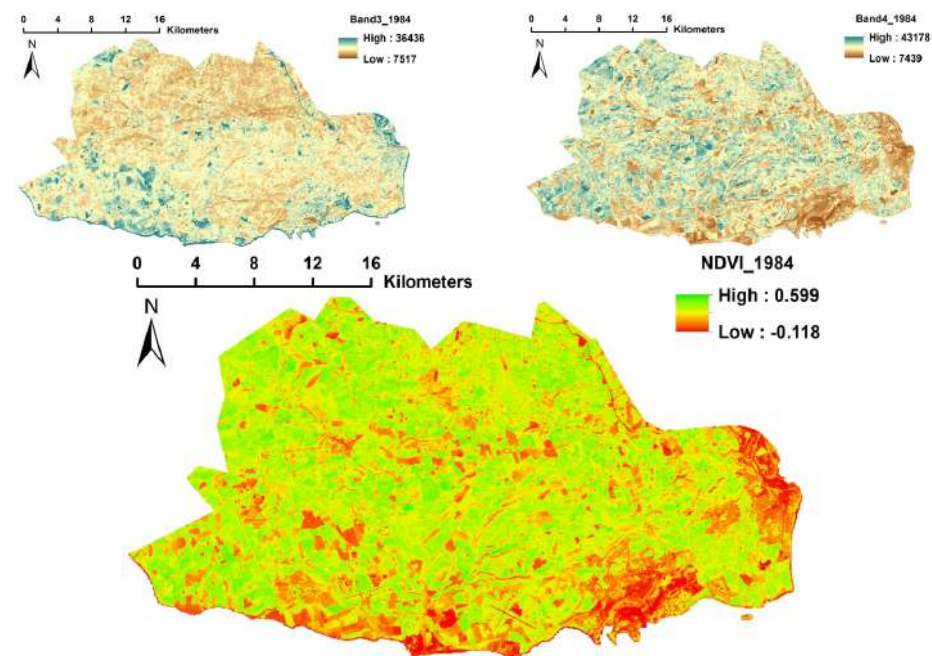 0 4 8 12 16
Kilometers
N
Band3_1984
High : 36436
Low : 7517
0 4 8 12 16
Kilometers
N
Band4_1984
High : 43178
Low : 7439
0 4 8 12 16
Kilometers
N
NDVI_1984
High : 0.599
Low : -0.118